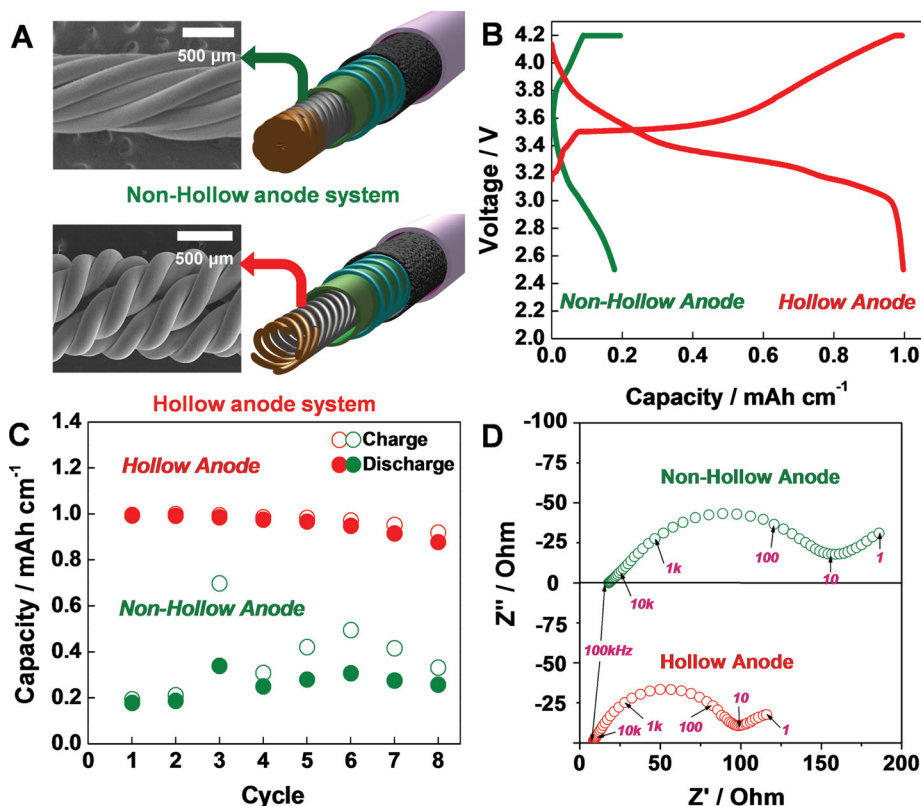 A
500 μm
Non-Hollow anode system
500 μm
Hollow anode system
B
4.2
4.0
3.8
3.6
3.4
3.2
3.0
2.8
2.6
2.4
2.2
2.0
Voltage / V
Non-Hollow Anode
Hollow Anode
0.0 0.2 0.4 0.6 0.8 1.0
Capacity / mAh cm⁻¹
C
1.4
1.2
1.0
0.8
0.6
0.4
0.2
0.0
Capacity / mAh cm⁻¹
Hollow Anode
Charge
Discharge
Non-Hollow Anode
1 2 3 4 5 6 7 8
Cycle
D
-100
-75
-50
-25
0
-75
-50
-25
Z'' / Ohm
Non-Hollow Anode
1k
100
10
1
10k
100kHz
Hollow Anode
10
10k
1k
100
1
0 50 100 150 200
Z' / Ohm